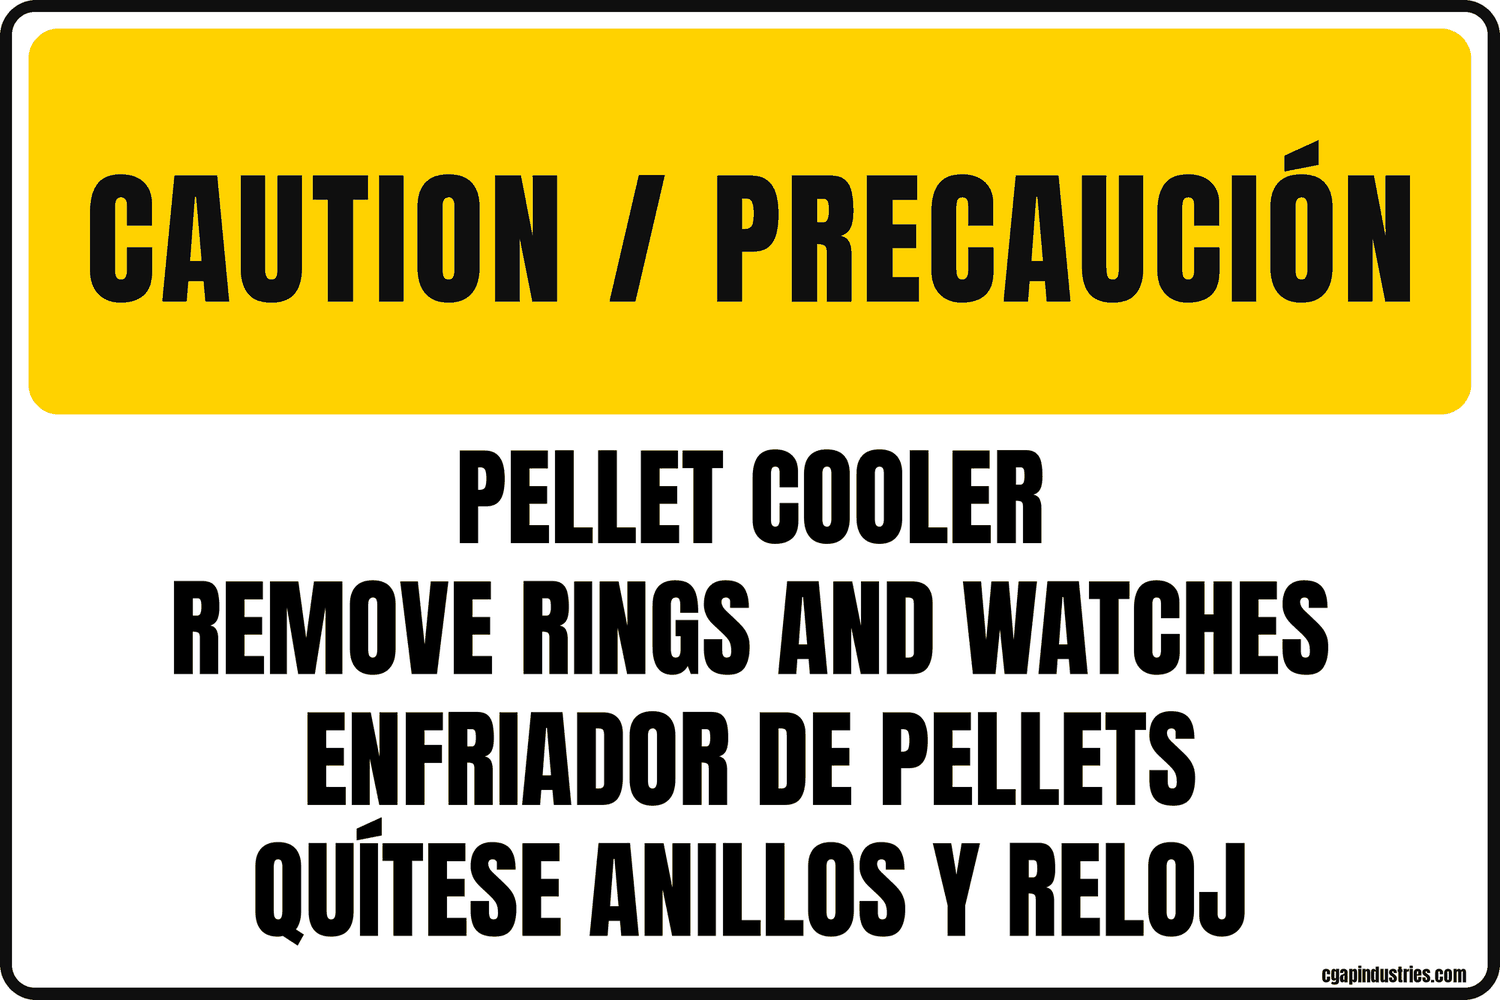 CAUTION / PRECAUCIÓN
PELLET COOLER
REMOVE RINGS AND WATCHES
ENFRIADOR DE PELLETS
QUÍTESE ANILLOS Y RELOJ
cgapindustries.com